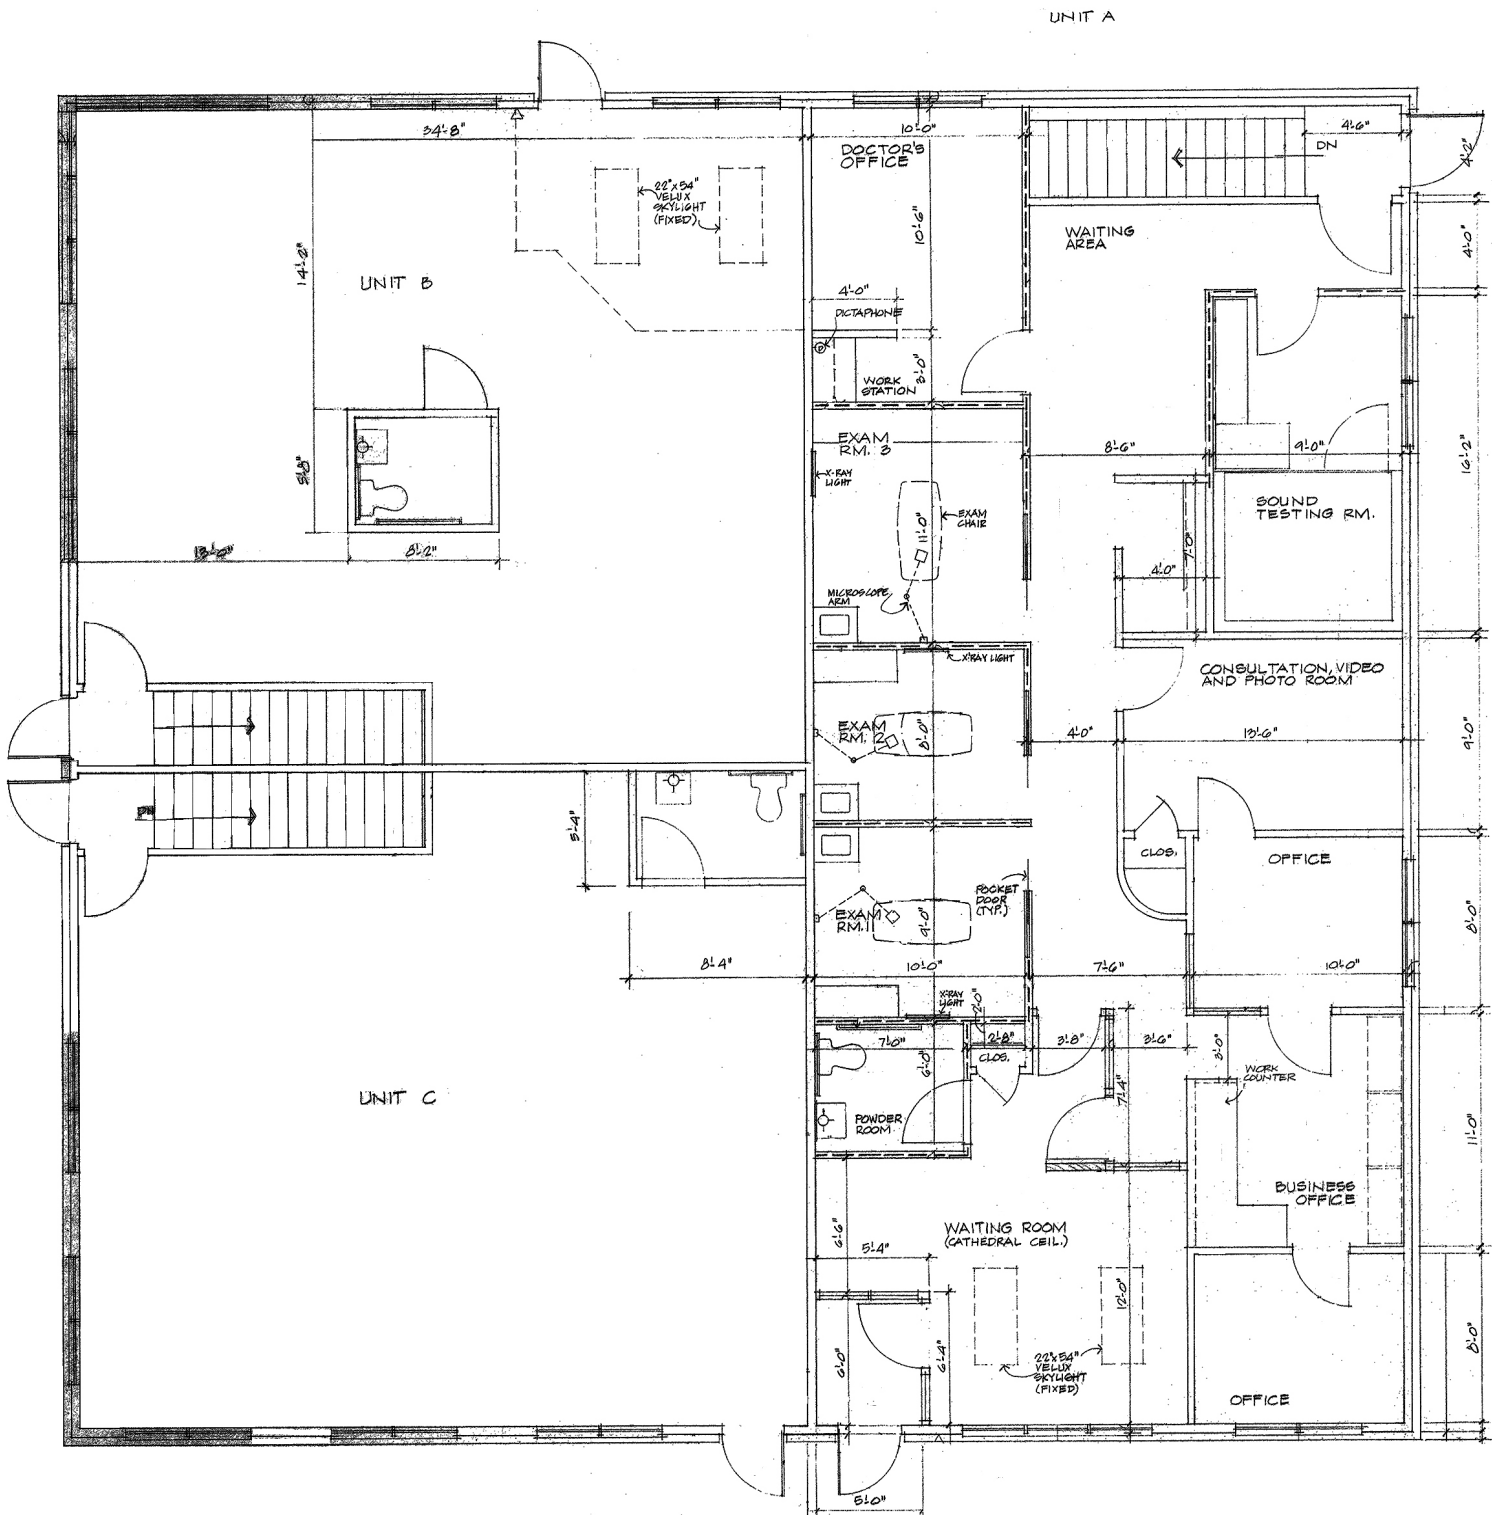 UNIT A
34'-8"
10'-0"
4'-6"
DN
4'-2"
DOCTOR'S
OFFICE
22"x54"
VELUX
SKYLIGHT
(FIXED)
10'-6"
WAITING
AREA
4'-0"
14'-2"
UNIT B
4'-0"
DICTAPHONE
WORK
STATION
3'-0"
EXAM
RM. 3
X-RAY
LIGHT
8'-6"
9'-0"
16'-2"
5'-8"
EXAM
CHAIR
11'-0"
SOUND
TESTING RM.
13'-0"
8'-2"
7'-0"
4'-0"
MICROSCOPE
ARM
X-RAY LIGHT
CONSULTATION, VIDEO
AND PHOTO ROOM
EXAM
RM. 2
8'-0"
4'-0"
13'-6"
9'-0"
DN
5'-4"
CLOS.
OFFICE
POCKET
DOOR
(TYP.)
EXAM
RM. 1
9'-0"
8'-0"
8'-4"
10'-0"
7'-6"
10'-0"
X-RAY
LIGHT
2'-0"
7'-0"
6'-0"
2'-8"
CLOS.
3'-8"
3'-6"
3'-0"
7'-4"
WORK
COUNTER
UNIT C
POWDER
ROOM
11'-0"
BUSINESS
OFFICE
WAITING ROOM
(CATHEDRAL CEIL.)
6'-6"
5'-4"
12'-0"
6'-0"
6'-4"
22"x54"
VELUX
SKYLIGHT
(FIXED)
8'-0"
OFFICE
5'-0"